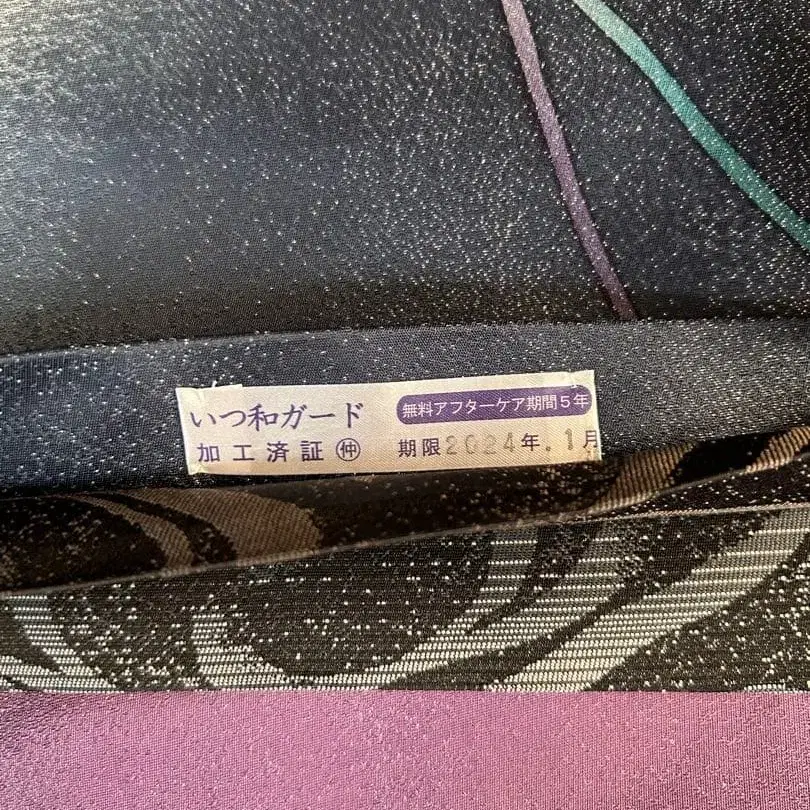 いつ和ガード
無料アフターケア期間5年
加工済証 ㊥ 期限2024年.1月